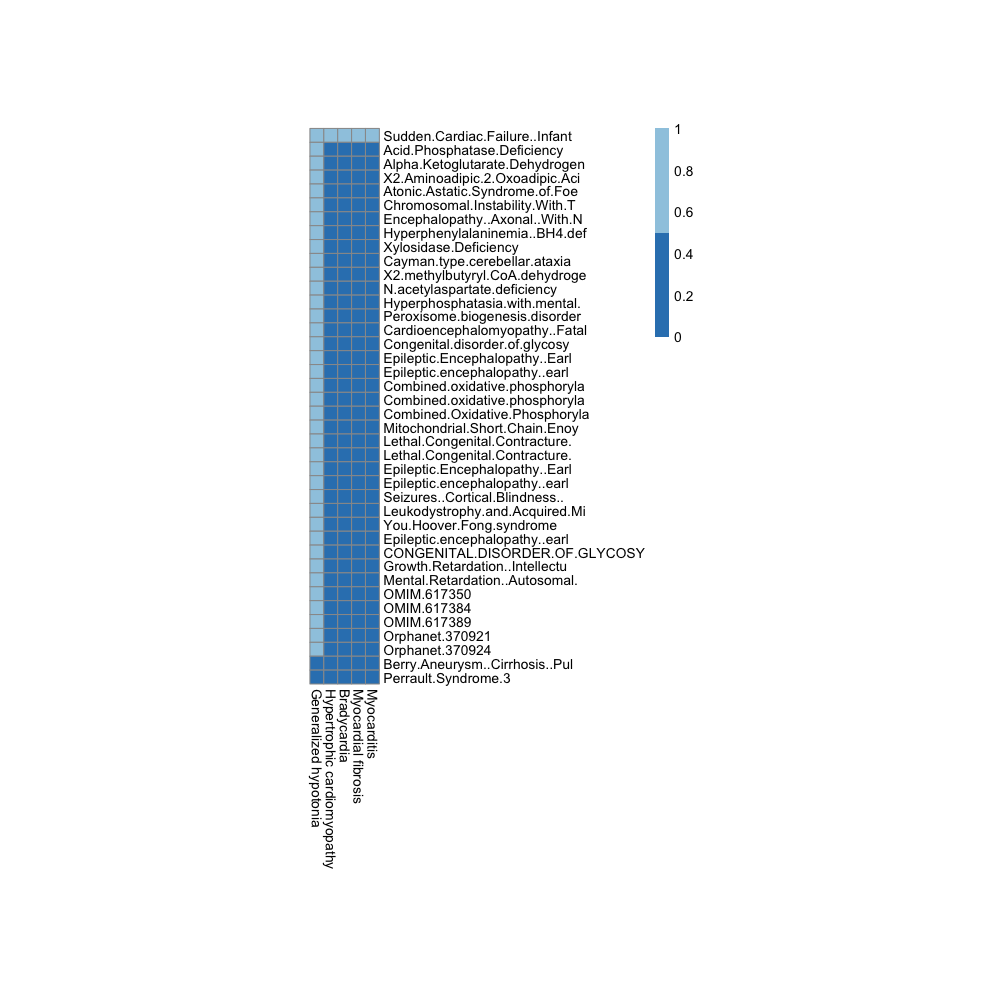 Sudden.Cardiac.Failure..Infant
Acid.Phosphatase.Deficiency
Alpha.Ketoglutarate.Dehydrogen
X2.Aminoadipic.2.Oxoadipic.Aci
Atonic.Astatic.Syndrome.of.Foe
Chromosomal.Instability.With.T
Encephalopathy..Axonal..With.N
Hyperphenylalaninemia..BH4.def
Xylosidase.Deficiency
Cayman.type.cerebellar.ataxia
X2.methylbutyryl.CoA.dehydroge
N.acetylaspartate.deficiency
Hyperphosphatasia.with.mental.
Peroxisome.biogenesis.disorder
Cardioencephalomyopathy..Fatal
Congenital.disorder.of.glycosy
Epileptic.Encephalopathy..Earl
Epileptic.encephalopathy..earl
Combined.oxidative.phosphoryla
Combined.oxidative.phosphoryla
Combined.Oxidative.Phosphoryla
Mitochondrial.Short.Chain.Enoy
Lethal.Congenital.Contracture.
Lethal.Congenital.Contracture.
Epileptic.Encephalopathy..Earl
Epileptic.encephalopathy..earl
Seizures..Cortical.Blindness..
Leukodystrophy.and.Acquired.Mi
You.Hoover.Fong.syndrome
Epileptic.encephalopathy..earl
CONGENITAL.DISORDER.OF.GLYCOSY
Growth.Retardation..Intellectu
Mental.Retardation..Autosomal.
OMIM.617350
OMIM.617384
OMIM.617389
Orphanet.370921
Orphanet.370924
Berry.Aneurysm..Cirrhosis..Pul
Perrault.Syndrome.3
Generalized hypotonia
Hypertrophic cardiomyopathy
Bradycardia
Myocardial fibrosis
Myocarditis
1
0.8
0.6
0.4
0.2
0